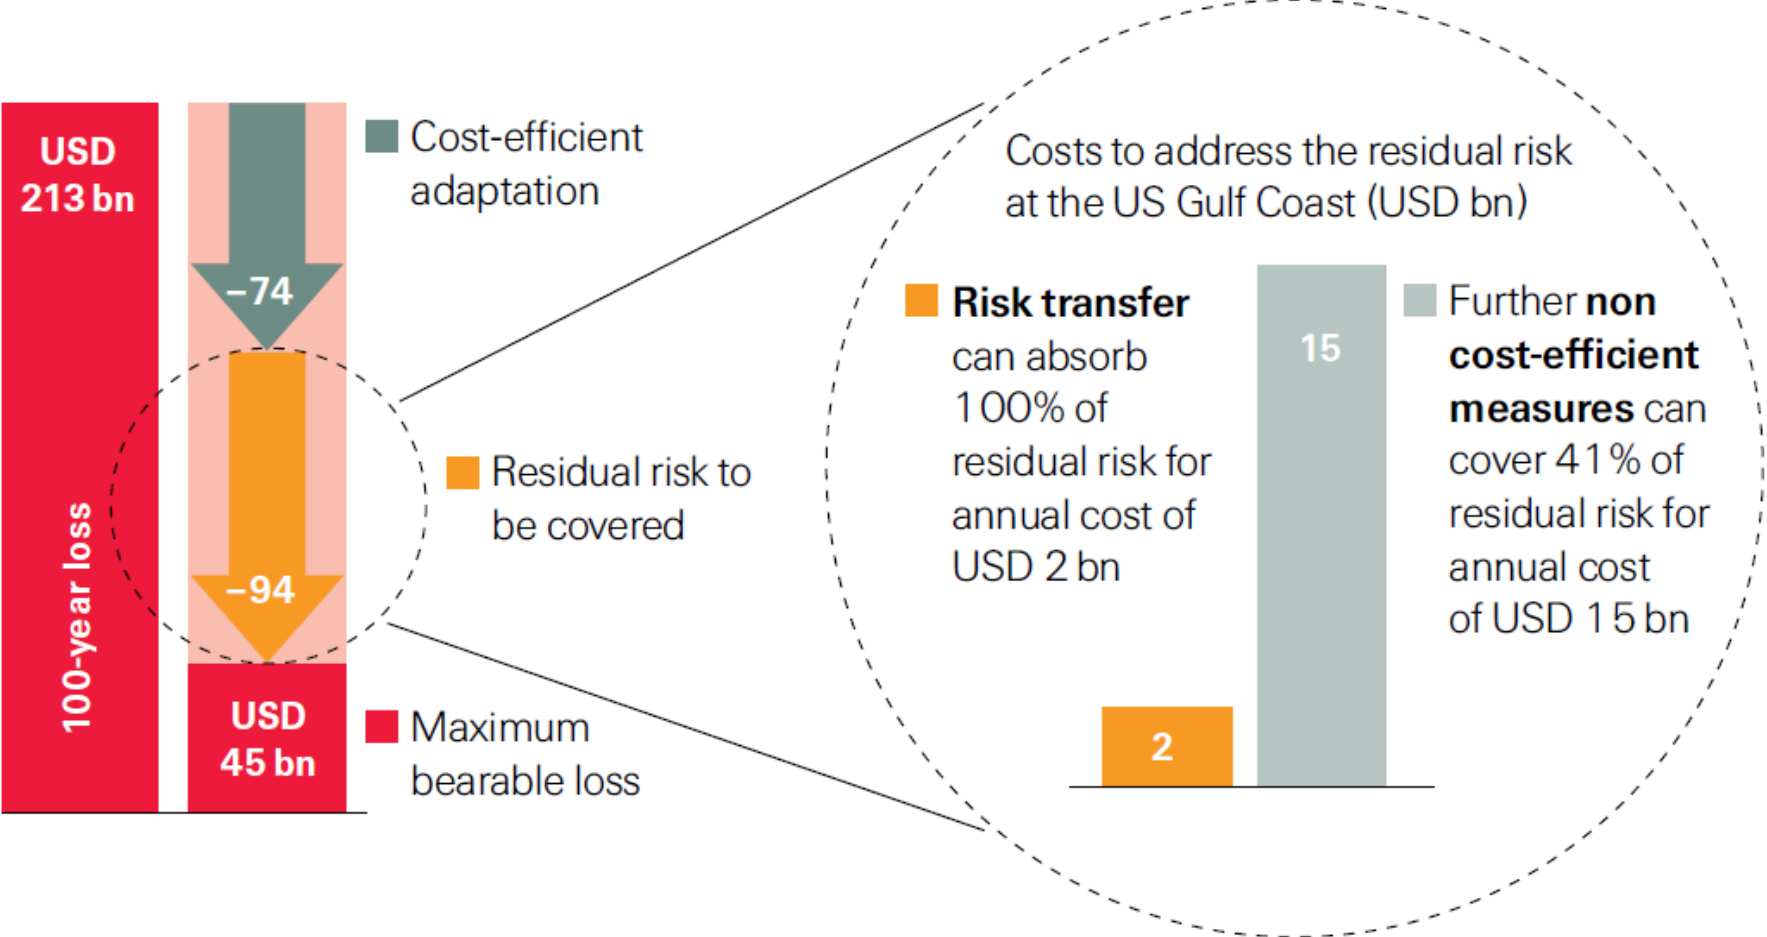 USD
213 bn
100-year loss
Cost-efficient
adaptation
–74
Residual risk to
be covered
–94
USD
45 bn
Maximum
bearable loss
Costs to address the residual risk
at the US Gulf Coast (USD bn)
Risk transfer
can absorb
100% of
residual risk for
annual cost of
USD 2 bn
2
15
Further non
cost-efficient
measures can
cover 41% of
residual risk for
annual cost
of USD 15 bn